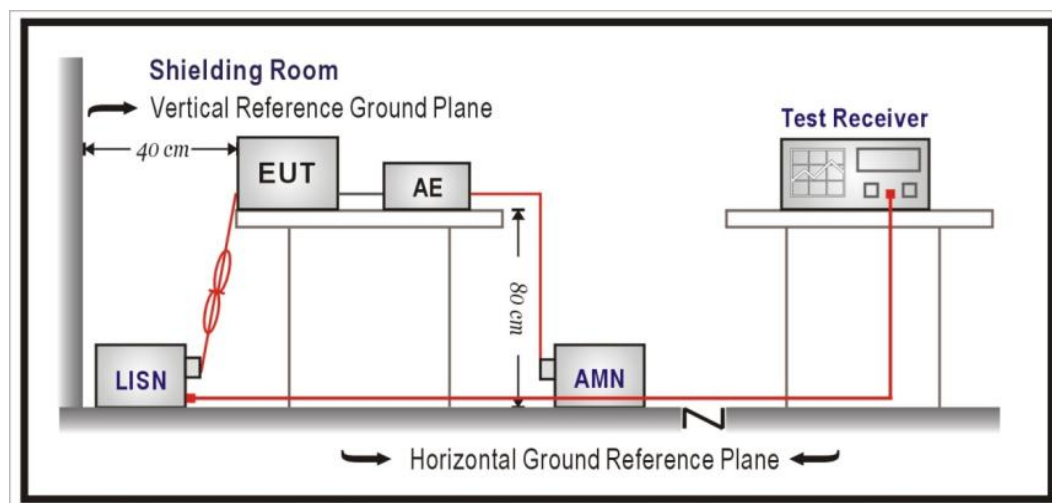 Shielding Room
Vertical Reference Ground Plane
40 cm
EUT
AE
Test Receiver
80 cm
LISN
AMN
Horizontal Ground Reference Plane